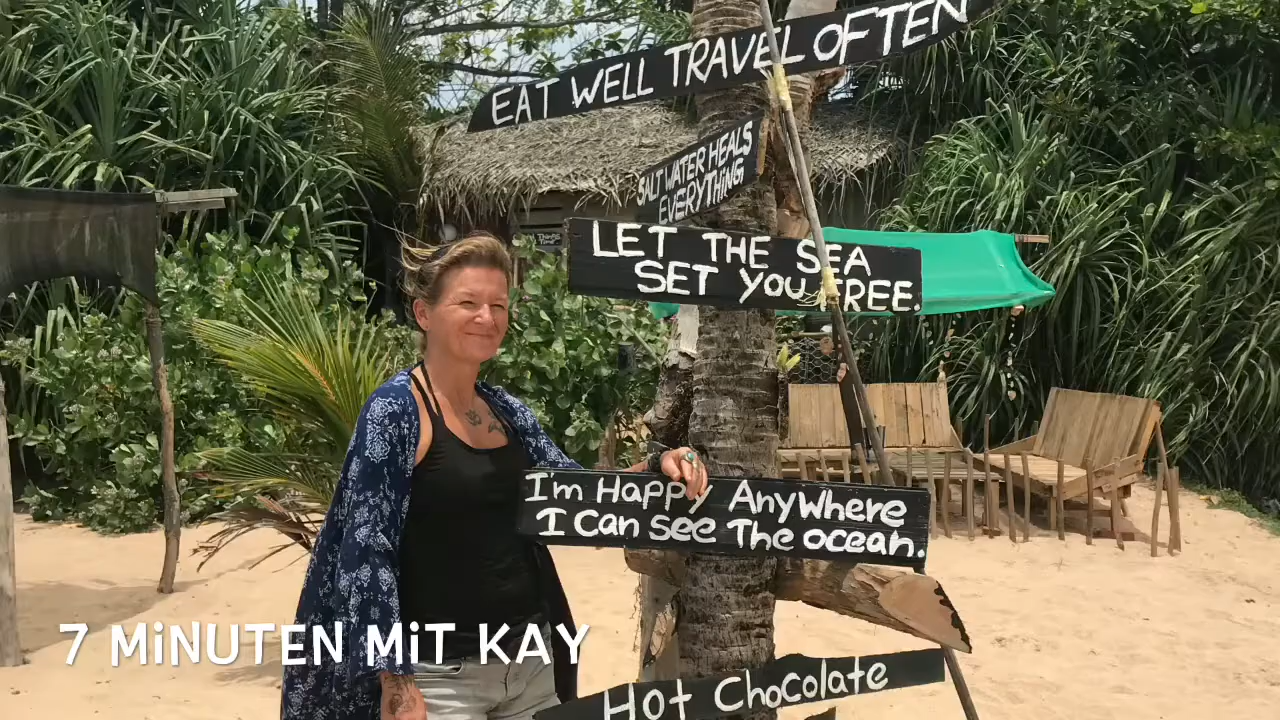 EAT WELL TRAVEL OFTEN
SALT WATER HEALS
EVERYTHING
LET THE SEA
SET YOU FREE.
I'm Happy AnyWhere
I Can see The ocean.
7 MiNUTEN MiT KAY
Hot Chocolate